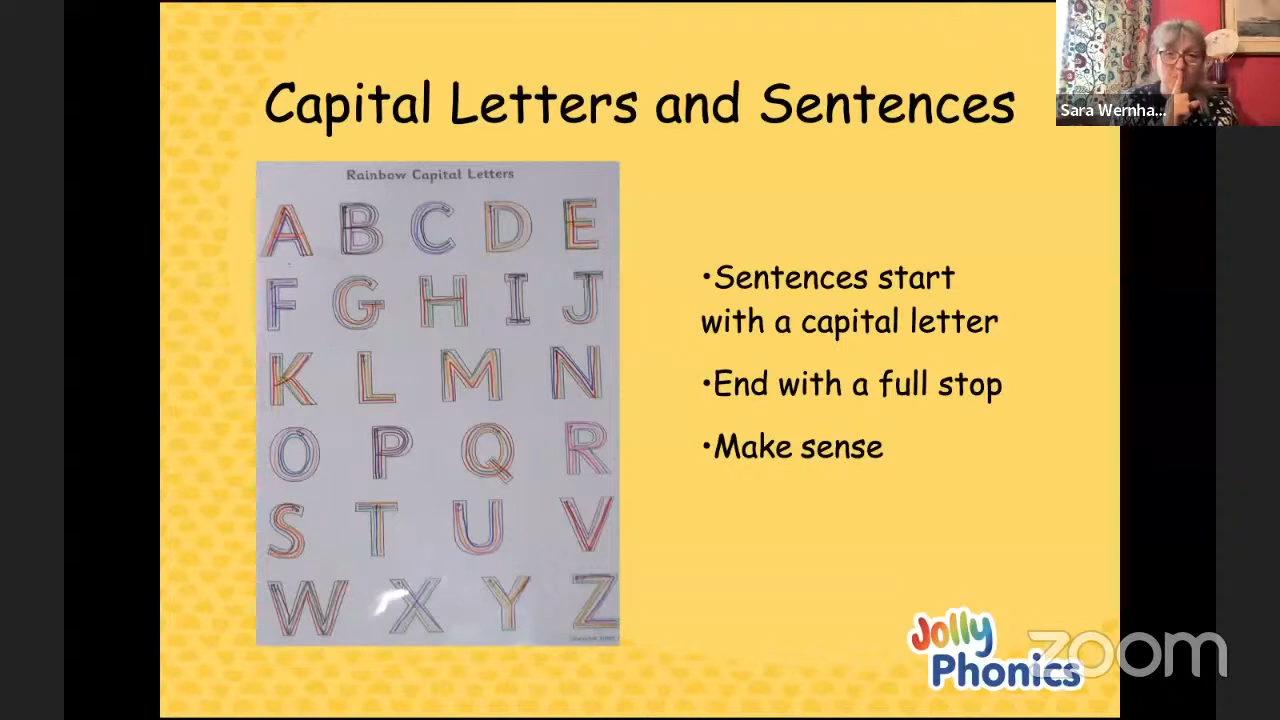 Capital Letters and Sentences
Sara Wernha...
Rainbow Capital Letters
A B C D E
F G H I J
K L M N
O P Q R
S T U V
W X Y Z
•Sentences start
with a capital letter
•End with a full stop
•Make sense
Jolly
Phonics
zoom